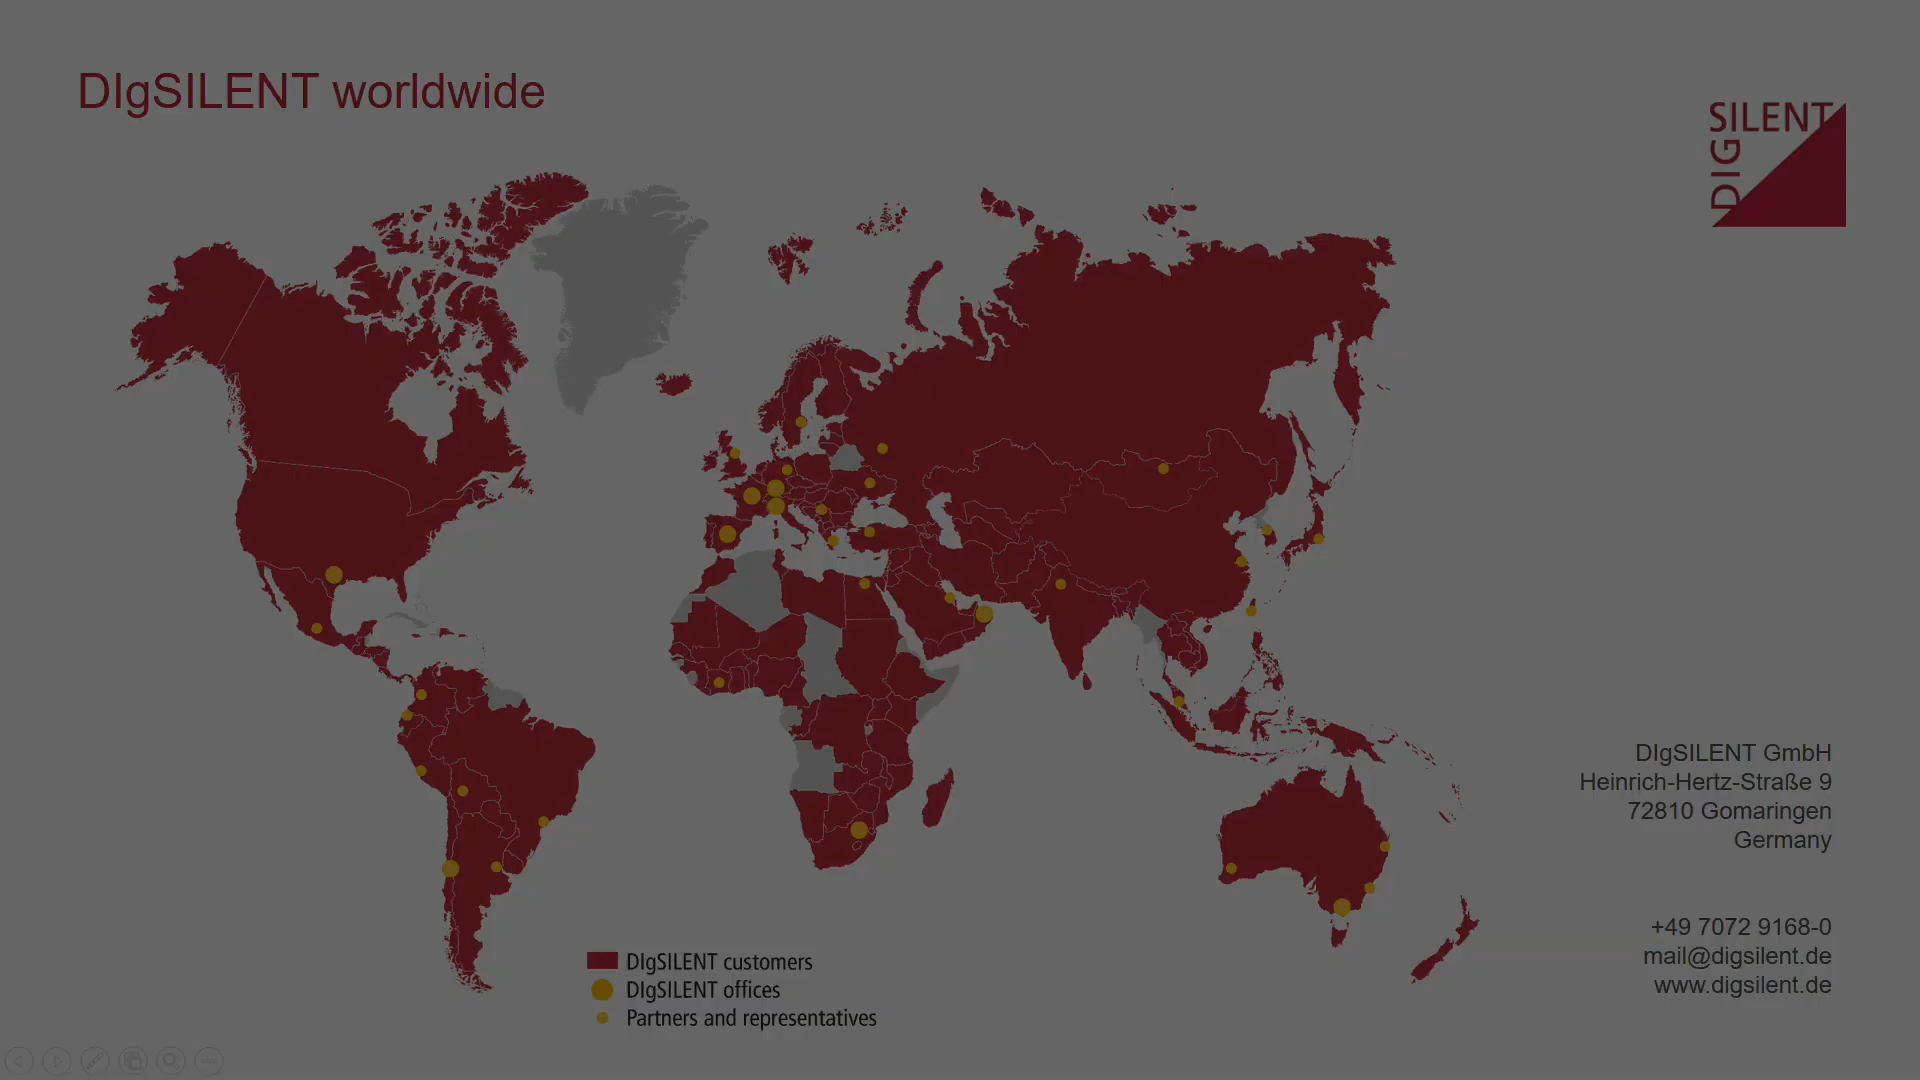 DIgSILENT worldwide
SILENT
DIG
DIgSILENT GmbH
Heinrich-Hertz-Straße 9
72810 Gomaringen
Germany
+49 7072 9168-0
mail@digsilent.de
www.digsilent.de
DIgSILENT customers
DIgSILENT offices
Partners and representatives